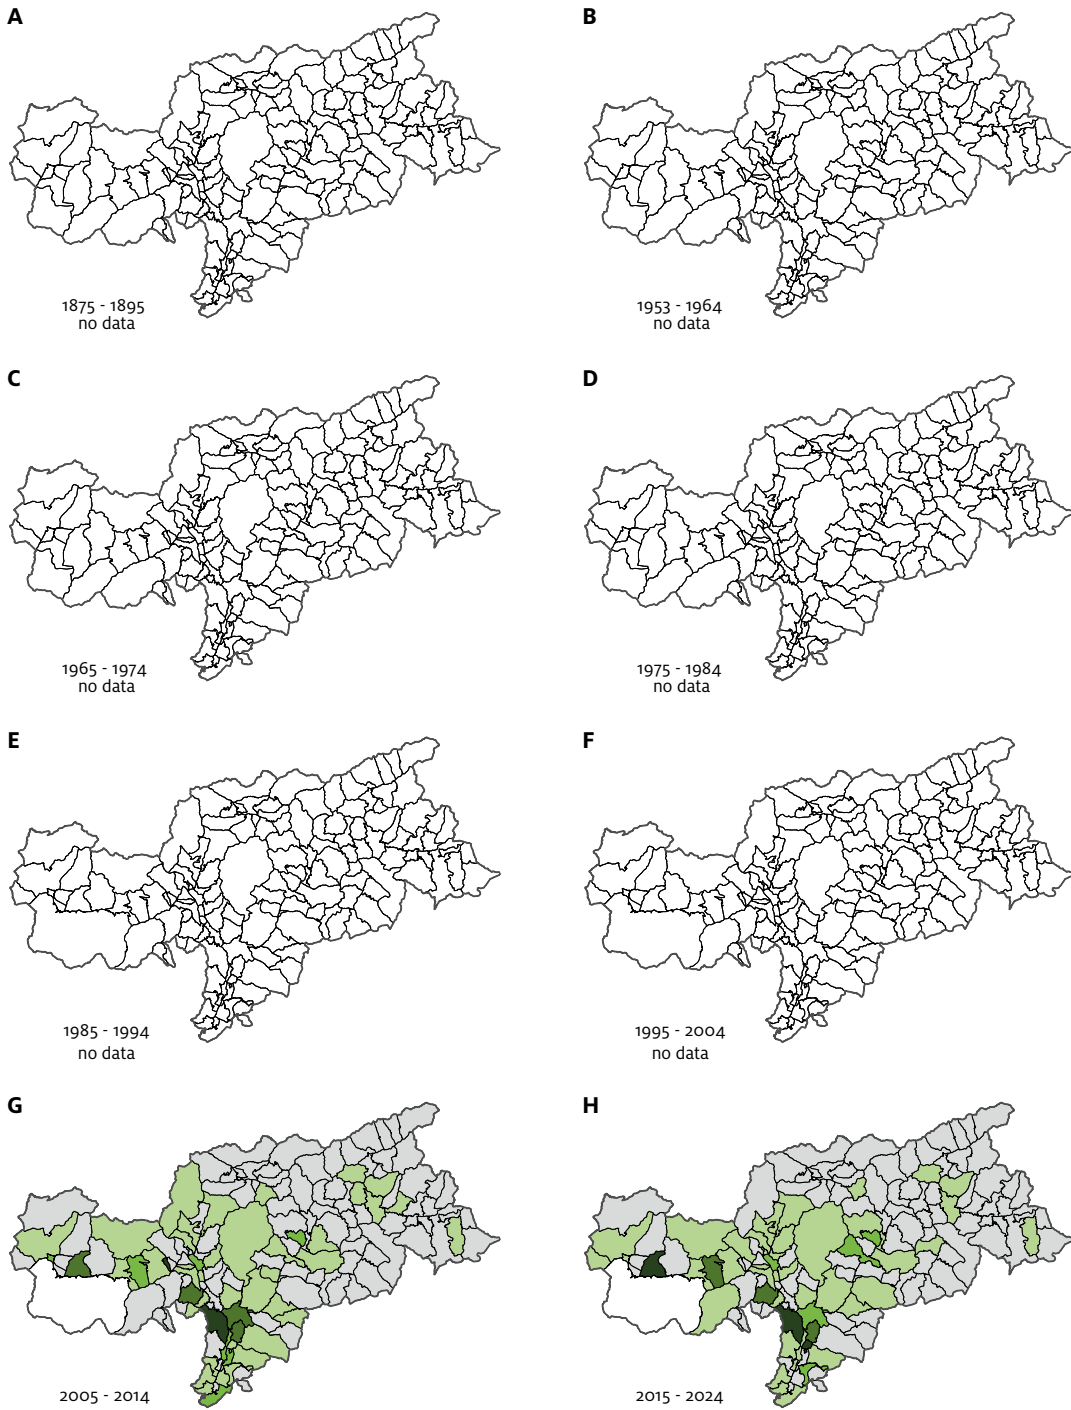 A
B
1875 - 1895
no data
1953 - 1964
no data
C
D
1965 - 1974
no data
1975 - 1984
no data
E
F
1985 - 1994
no data
1995 - 2004
no data
G
H
2005 - 2014
2015 - 2024